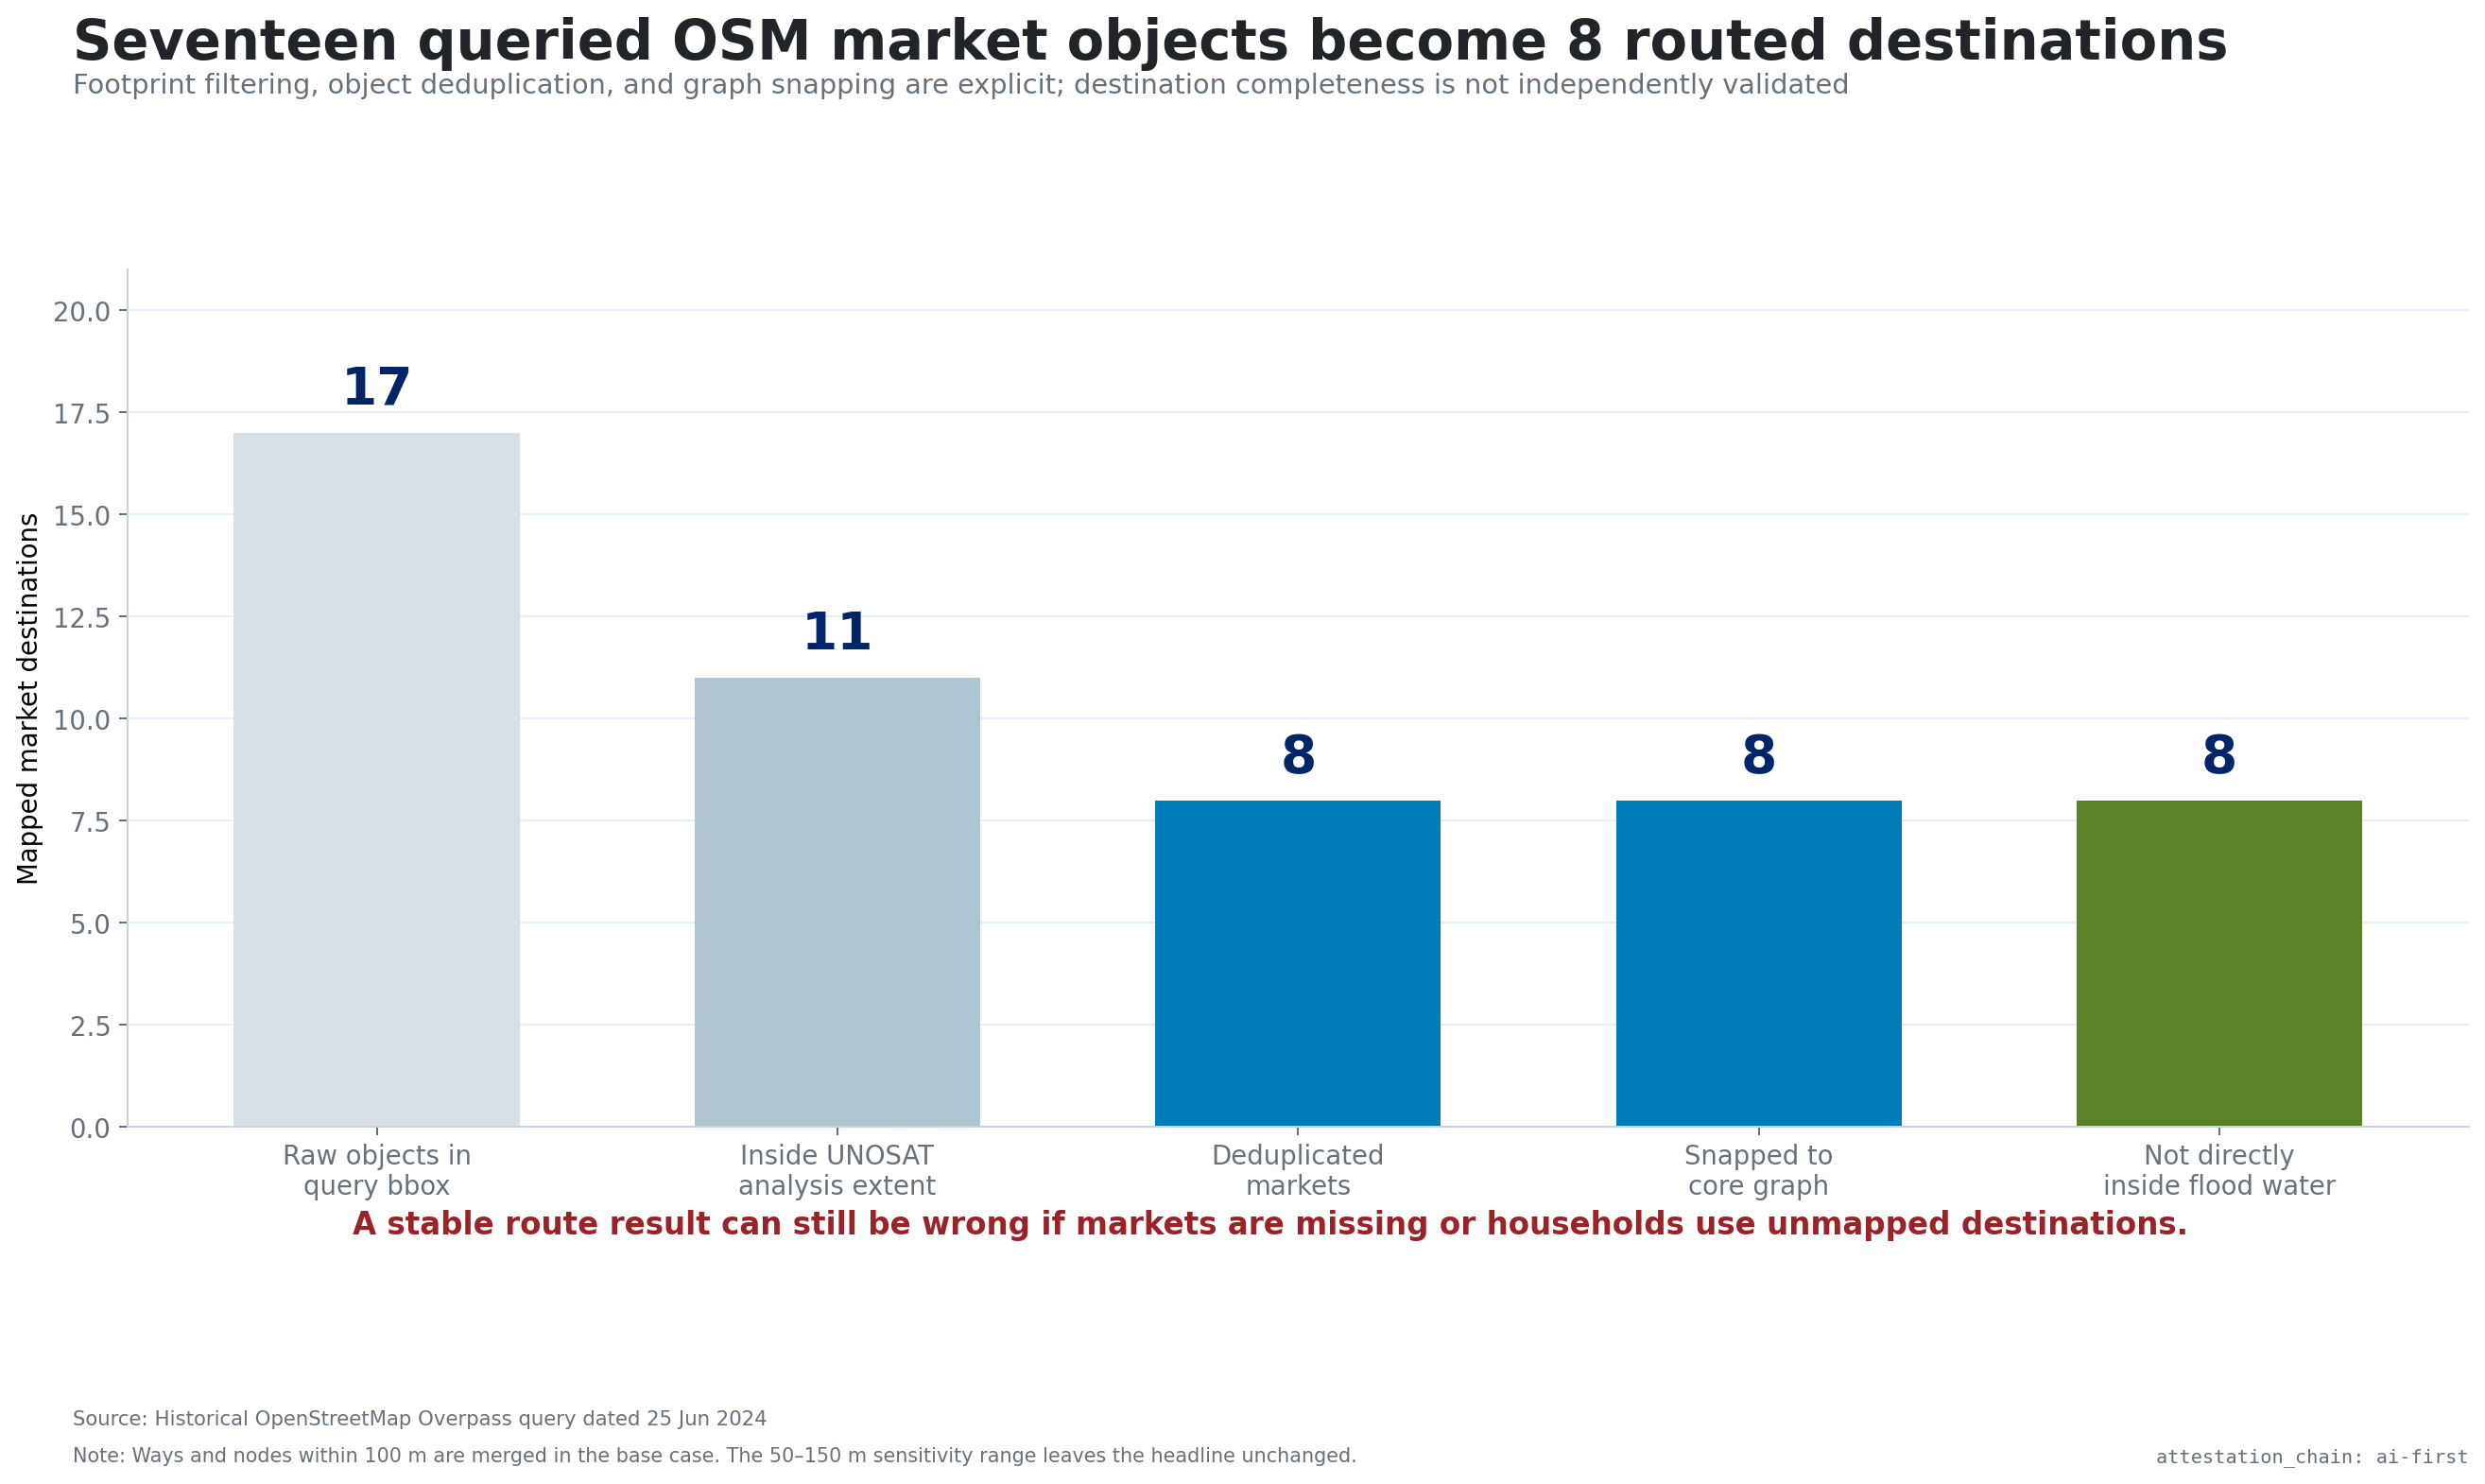 Seventeen queried OSM market objects become 8 routed destinations
Footprint filtering, object deduplication, and graph snapping are explicit; destination completeness is not independently validated
Mapped market destinations
20.0
17.5
15.0
12.5
10.0
7.5
5.0
2.5
0.0
17
11
8
8
8
Raw objects in
query bbox
Inside UNOSAT
analysis extent
Deduplicated
markets
Snapped to
core graph
Not directly
inside flood water
A stable route result can still be wrong if markets are missing or households use unmapped destinations.
Source: Historical OpenStreetMap Overpass query dated 25 Jun 2024
Note: Ways and nodes within 100 m are merged in the base case. The 50–150 m sensitivity range leaves the headline unchanged.
attestation_chain: ai-first